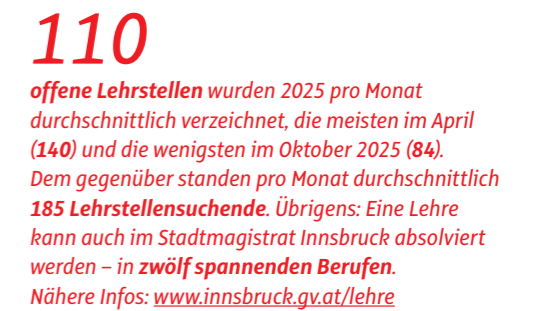 110
offene Lehrstellen wurden 2025 pro Monat
durchschnittlich verzeichnet, die meisten im April
(140) und die wenigsten im Oktober 2025 (84).
Dem gegenüber standen pro Monat durchschnittlich
185 Lehrstellensuchende. Übrigens: Eine Lehre
kann auch im Stadtmagistrat Innsbruck absolviert
werden – in zwölf spannenden Berufen.
Nähere Infos: www.innsbruck.gv.at/lehre